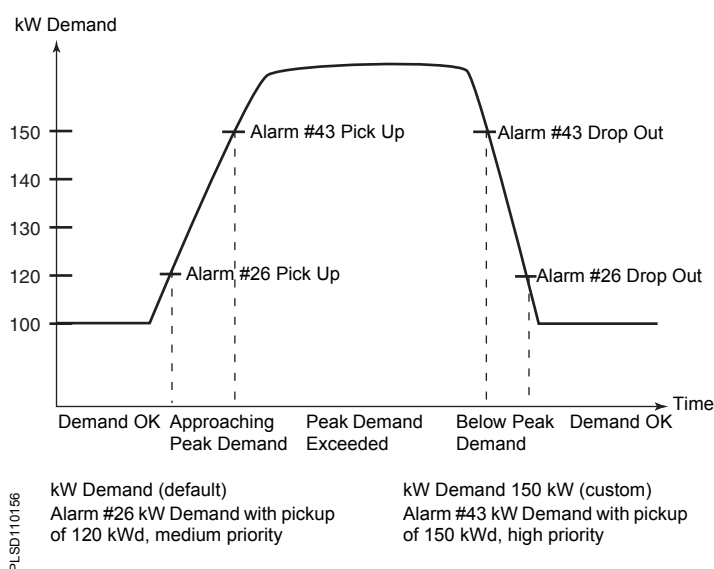 kW Demand
150
Alarm #43 Pick Up
Alarm #43 Drop Out
140
130
120
Alarm #26 Pick Up
Alarm #26 Drop Out
100
Time
Demand OK
Approaching
Peak Demand
Peak Demand
Exceeded
Below Peak
Demand
Demand OK
kW Demand (default)
Alarm #26 kW Demand with pickup
of 120 kWd, medium priority
kW Demand 150 kW (custom)
Alarm #43 kW Demand with pickup
of 150 kWd, high priority
PLSD110156